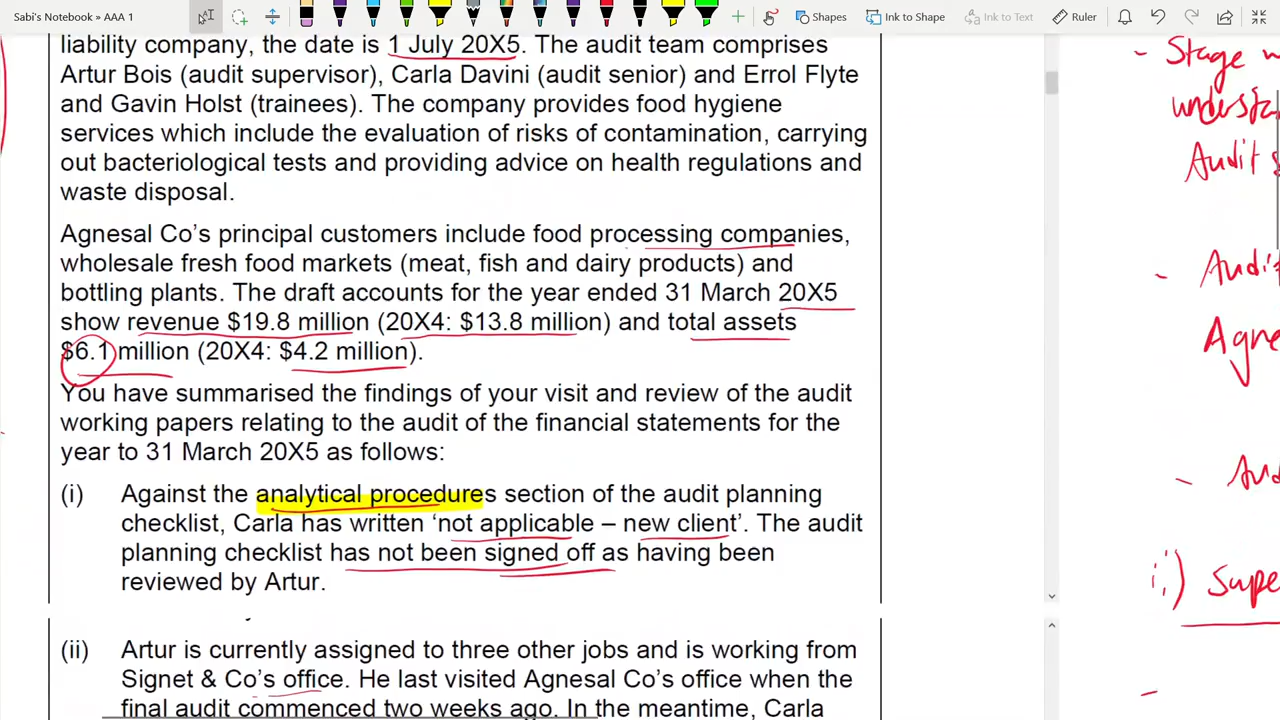 Sabi's Notebook » AAA 1
Shapes
Ink to Shape
Ink to Text
Ruler
liability company, the date is 1 July 20X5. The audit team comprises
Artur Bois (audit supervisor), Carla Davini (audit senior) and Errol Flyte
and Gavin Holst (trainees). The company provides food hygiene
services which include the evaluation of risks of contamination, carrying
out bacteriological tests and providing advice on health regulations and
waste disposal.
Agnesal Co's principal customers include food processing companies,
wholesale fresh food markets (meat, fish and dairy products) and
bottling plants. The draft accounts for the year ended 31 March 20X5
show revenue $19.8 million (20X4: $13.8 million) and total assets
$6.1 million (20X4: $4.2 million).
You have summarised the findings of your visit and review of the audit
working papers relating to the audit of the financial statements for the
year to 31 March 20X5 as follows:
(i) Against the analytical procedures section of the audit planning
checklist, Carla has written 'not applicable – new client'. The audit
planning checklist has not been signed off as having been
reviewed by Artur.
(ii) Artur is currently assigned to three other jobs and is working from
Signet & Co's office. He last visited Agnesal Co's office when the
final audit commenced two weeks ago. In the meantime, Carla
- Stage
Audit
- Audit